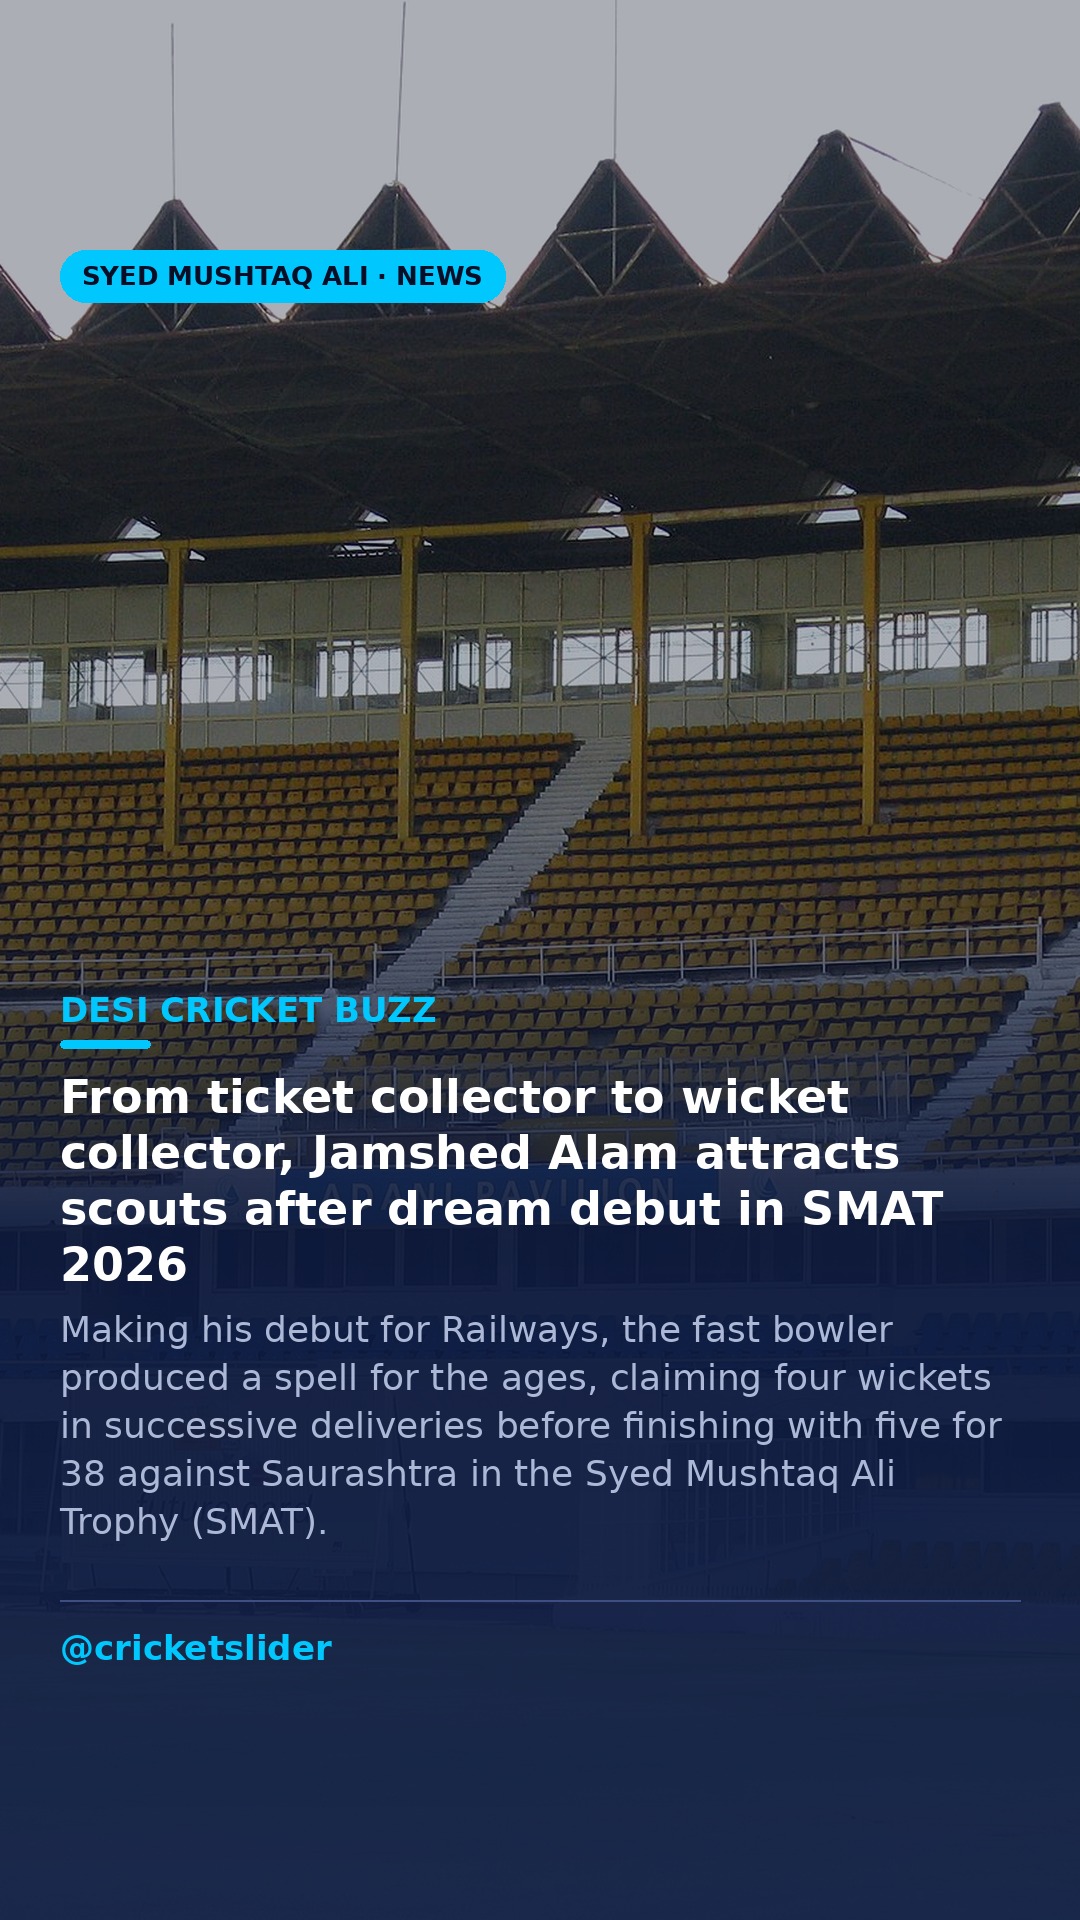 SYED MUSHTAQ ALI · NEWS
DESI CRICKET BUZZ
From ticket collector to wicket
collector, Jamshed Alam attracts
scouts after dream debut in SMAT
2026
ADANI PAVILION
Making his debut for Railways, the fast bowler
produced a spell for the ages, claiming four wickets
in successive deliveries before finishing with five for
38 against Saurashtra in the Syed Mushtaq Ali
Trophy (SMAT).
@cricketslider